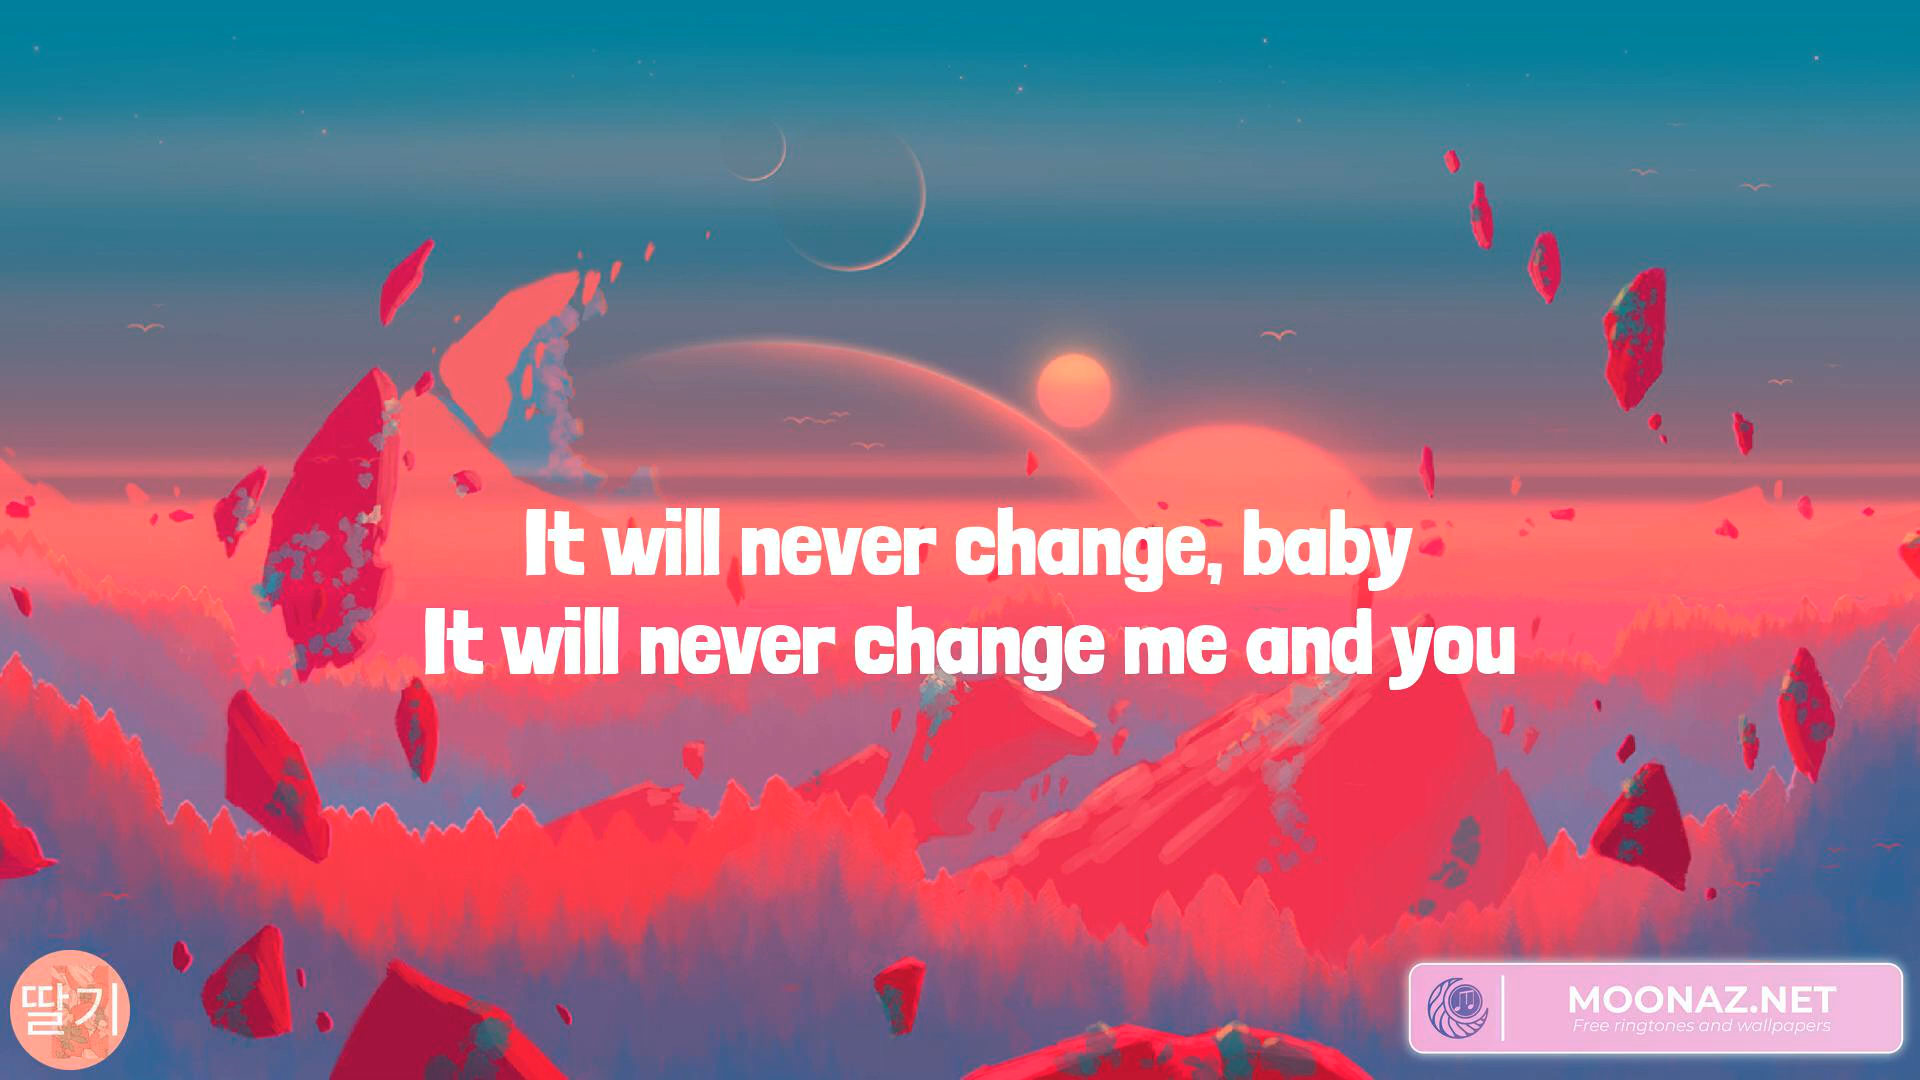 It will never change, baby
It will never change me and you
딸기
MOONAZ.NET
Free ringtones and wallpapers